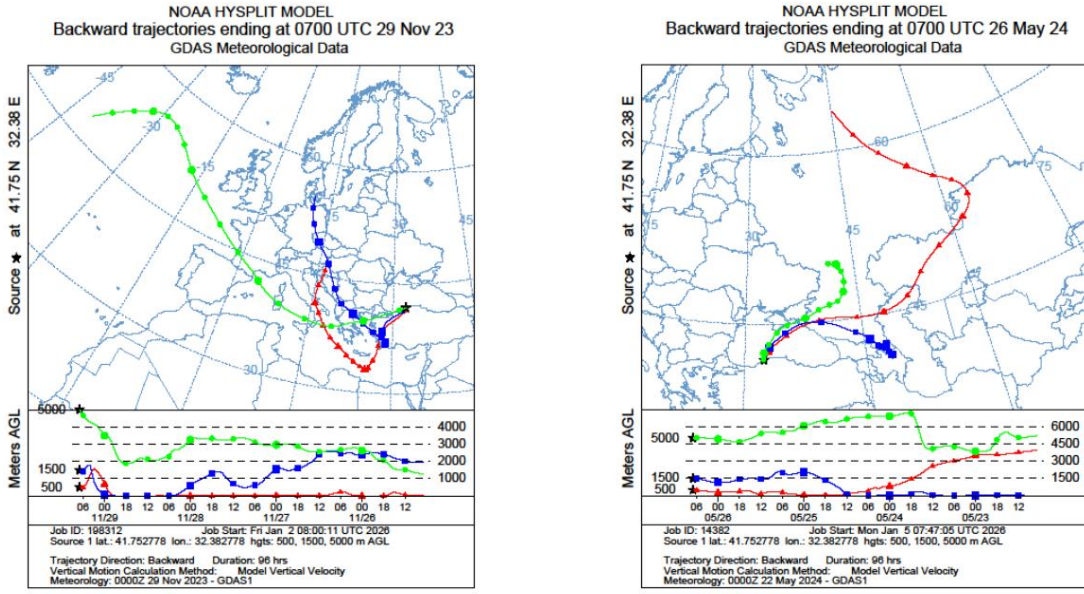 NOAA HYSPLIT MODEL
Backward trajectories ending at 0700 UTC 29 Nov 23
GDAS Meteorological Data
Source ★ at 41.75 N 32.38 E
-45
-30
-15
60
45
30
Meters AGL
5000
1500
500
4000
3000
2000
1000
06 00 18 12 06 00 18 12 06 00 18 12 06 00 18 12
11/29 11/28 11/27 11/26
Job ID: 198312 Job Start: Fri Jan 2 08:00:11 UTC 2026
Source 1 lat.: 41.752778 lon.: 32.382778 hgts: 500, 1500, 5000 m AGL
Trajectory Direction: Backward Duration: 96 hrs
Vertical Motion Calculation Method: Model Vertical Velocity
Meteorology: 0000Z 29 Nov 2023 - GDAS1
NOAA HYSPLIT MODEL
Backward trajectories ending at 0700 UTC 26 May 24
GDAS Meteorological Data
Source ★ at 41.75 N 32.38 E
60
75
45
Meters AGL
5000
1500
500
6000
4500
3000
1500
06 00 18 12 06 00 18 12 06 00 18 12 06 00 18 12
05/26 05/25 05/24 05/23
Job ID: 14382 Job Start: Mon Jan 5 07:47:05 UTC 2026
Source 1 lat.: 41.752778 lon.: 32.382778 hgts: 500, 1500, 5000 m AGL
Trajectory Direction: Backward Duration: 96 hrs
Vertical Motion Calculation Method: Model Vertical Velocity
Meteorology: 0000Z 22 May 2024 - GDAS1